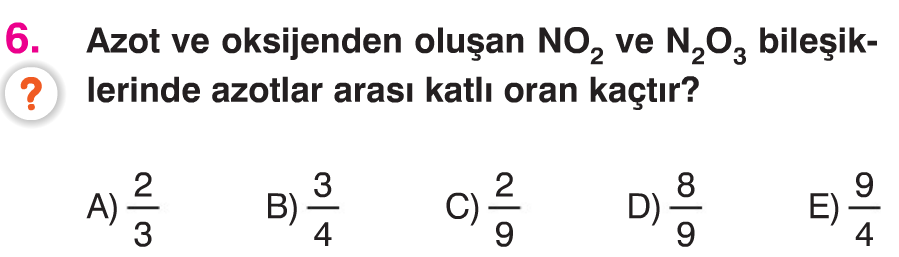 6. Azot ve oksijenden oluşan NO₂ ve N₂O₃ bileşik-
? lerinde azotlar arası katlı oran kaçtır?
A) 2/3 B) 3/4 C) 2/9 D) 8/9 E) 9/4